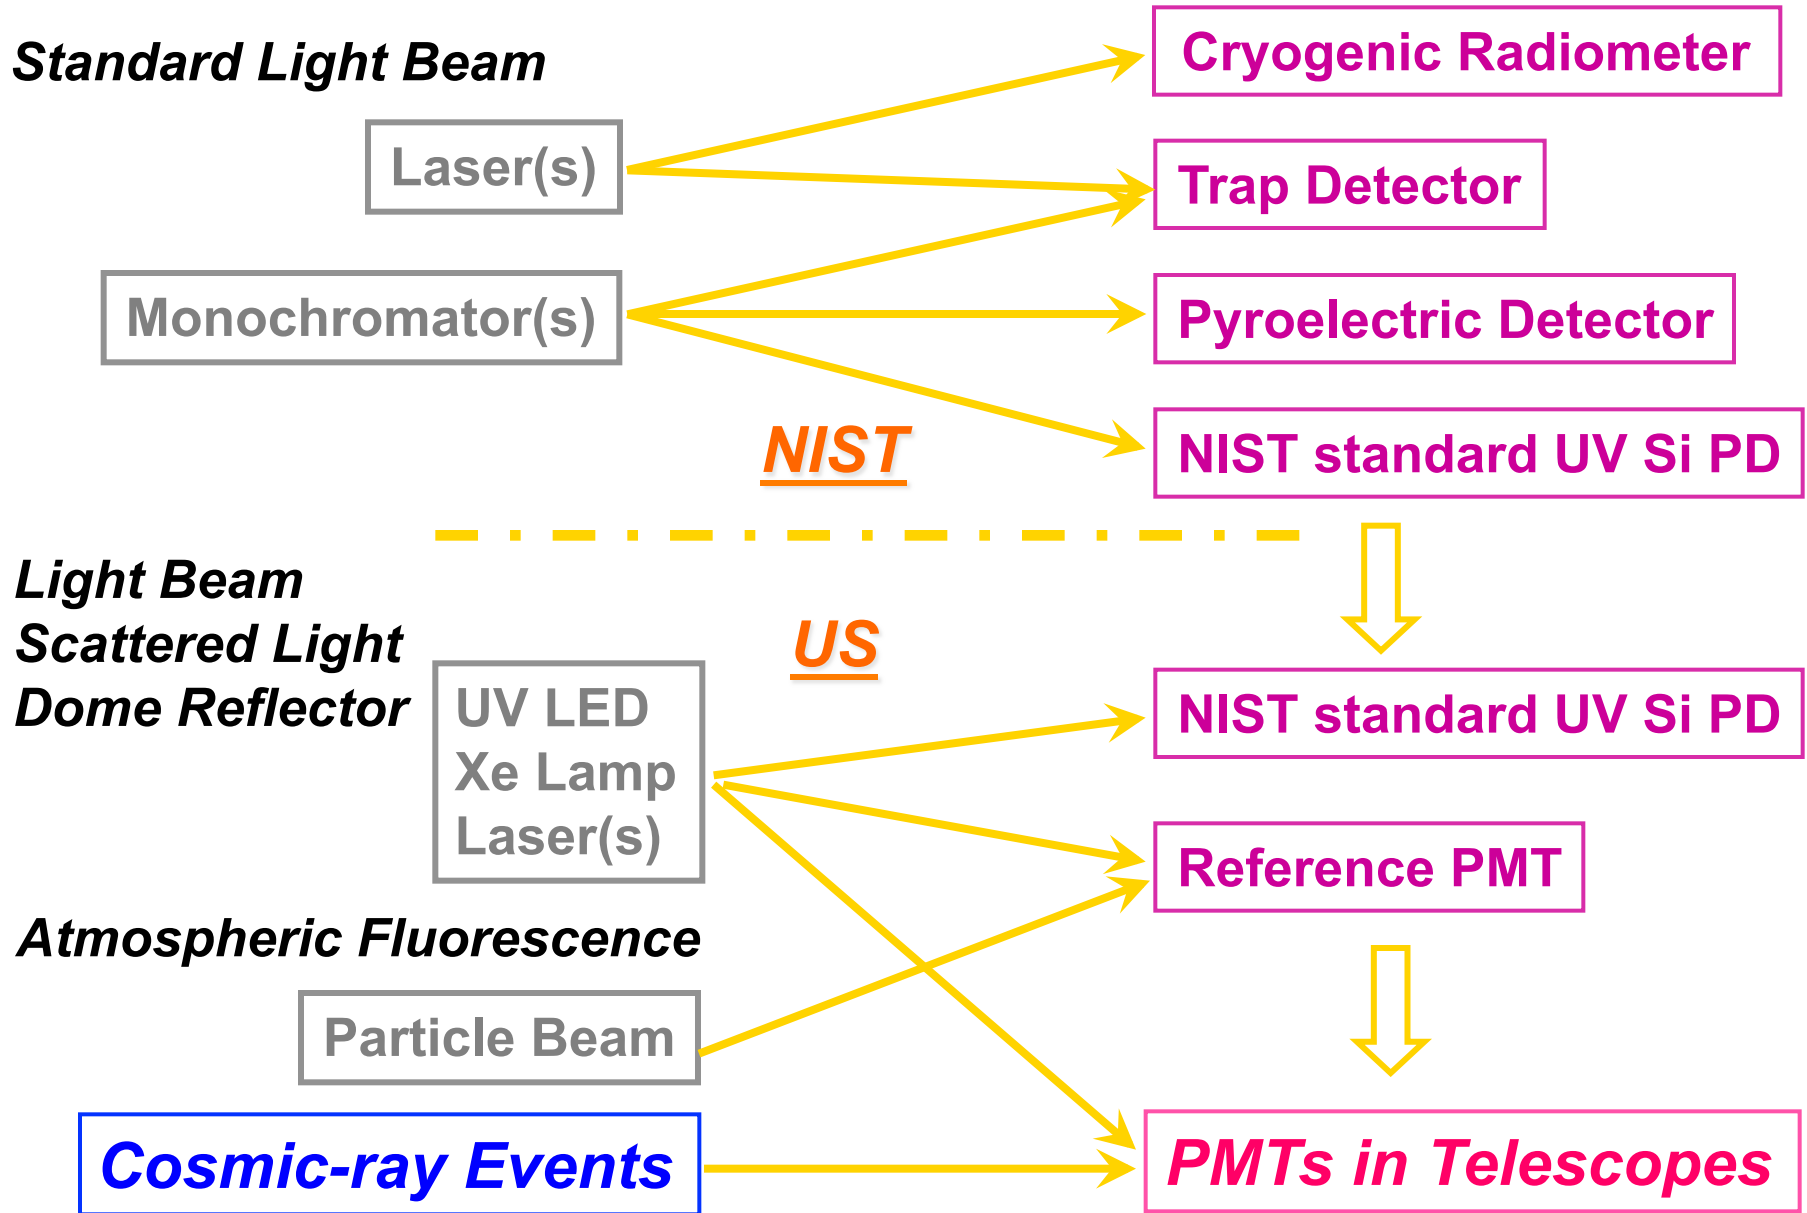 Standard Light Beam
Cryogenic Radiometer
Laser(s)
Trap Detector
Monochromator(s)
Pyroelectric Detector
NIST
NIST standard UV Si PD
Light Beam
Scattered Light
Dome Reflector
US
UV LED
Xe Lamp
Laser(s)
NIST standard UV Si PD
Reference PMT
Atmospheric Fluorescence
Particle Beam
Cosmic-ray Events
PMTs in Telescopes